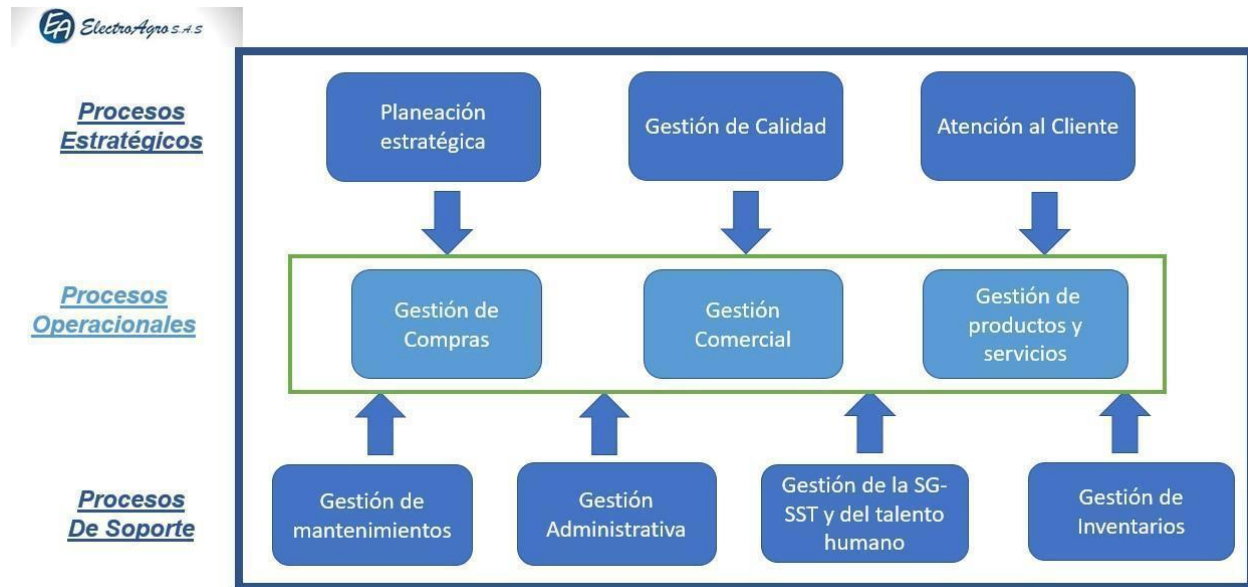 EA ElectroAgro S.A.S
Procesos
Estratégicos
Planeación
estratégica
Gestión de Calidad
Atención al Cliente
Procesos
Operacionales
Gestión de
Compras
Gestión
Comercial
Gestión de
productos y
servicios
Procesos
De Soporte
Gestión de
mantenimientos
Gestión
Administrativa
Gestión de la SG-
SST y del talento
humano
Gestión de
Inventarios